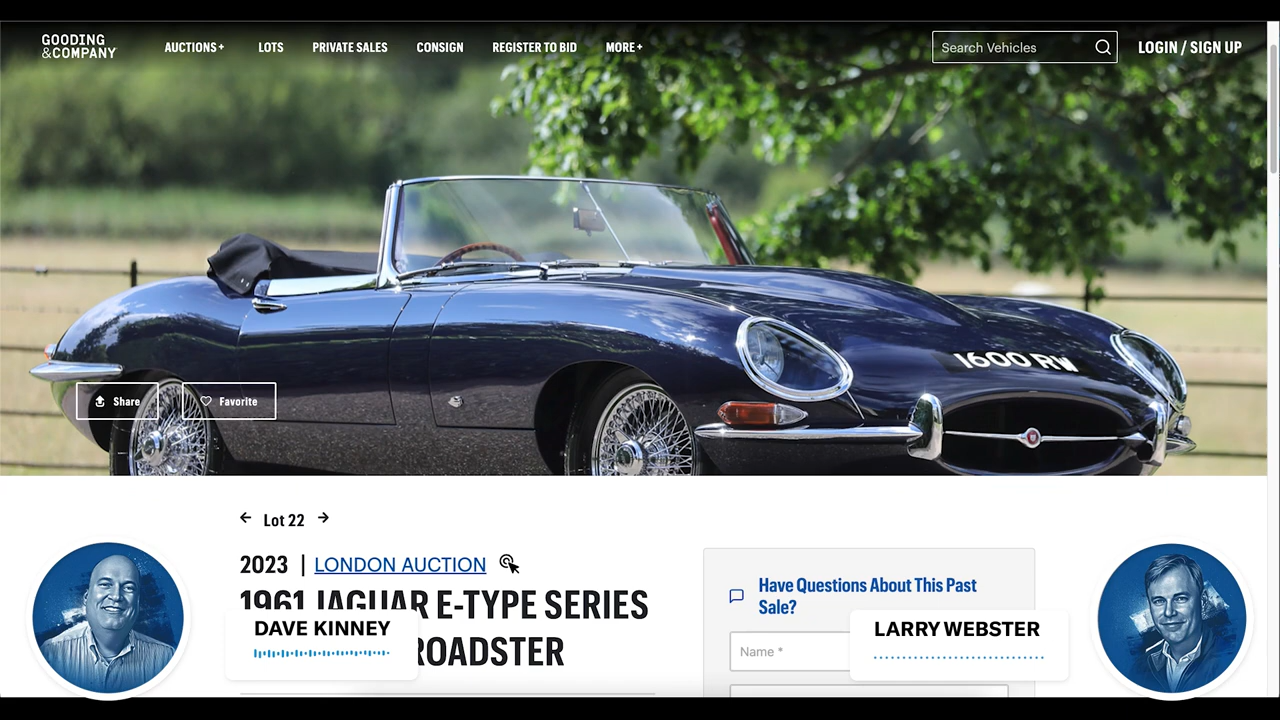 GOODING
&COMPANY
AUCTIONS+
LOTS
PRIVATE SALES
CONSIGN
REGISTER TO BID
MORE+
Search Vehicles
LOGIN / SIGN UP
1600 RW
Share
Favorite
Lot 22
2023 | LONDON AUCTION
1961 JAGUAR E-TYPE SERIES
ROADSTER
Have Questions About This Past
Sale?
Name *
DAVE KINNEY
LARRY WEBSTER